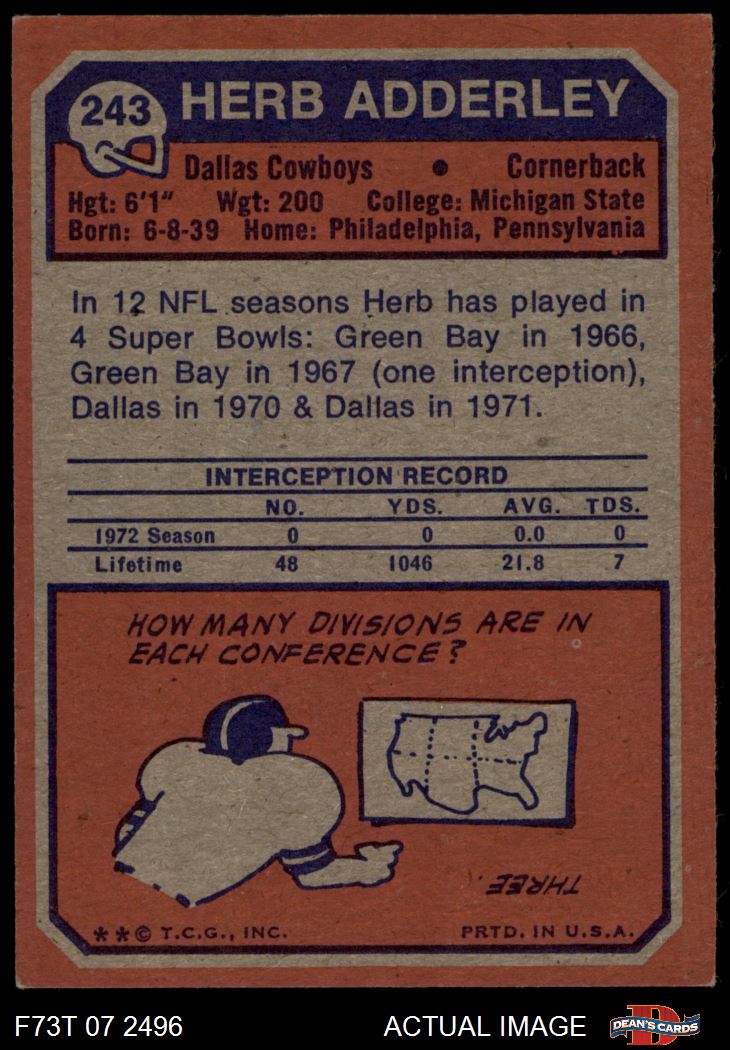 243 HERB ADDERLEY
Dallas Cowboys • Cornerback
Hgt: 6'1" Wgt: 200 College: Michigan State
Born: 6-8-39 Home: Philadelphia, Pennsylvania
In 12 NFL seasons Herb has played in
4 Super Bowls: Green Bay in 1966,
Green Bay in 1967 (one interception),
Dallas in 1970 & Dallas in 1971.
INTERCEPTION RECORD
NO. YDS. AVG. TDS.
1972 Season 0 0 0.0 0
Lifetime 48 1046 21.8 7
HOW MANY DIVISIONS ARE IN
EACH CONFERENCE?
THREE.
**© T.C.G., INC. PRTD. IN U.S.A.
F73T 07 2496 ACTUAL IMAGE D DEAN'S CARDS